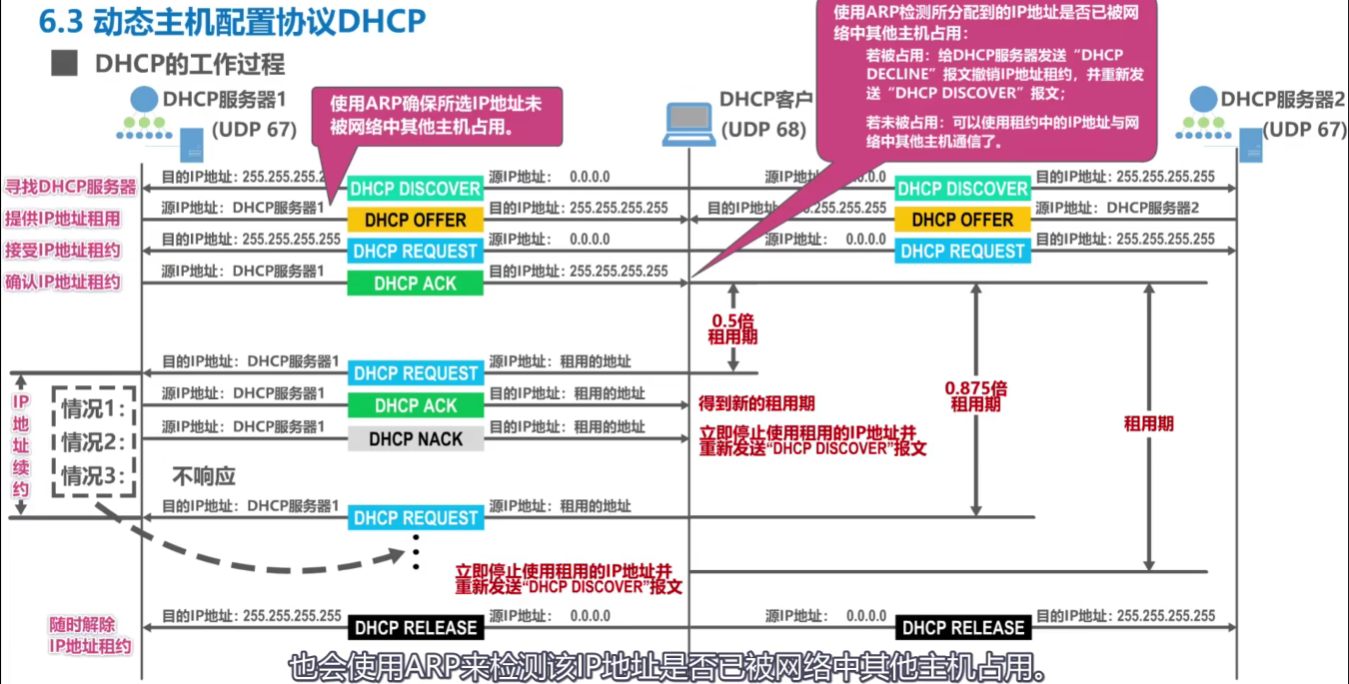 6.3 动态主机配置协议DHCP
DHCP的工作过程
使用ARP检测所分配到的IP地址是否已被网
络中其他主机占用：
若被占用：给DHCP服务器发送“DHCP
DECLINE”报文撤销IP地址租约，并重新发
送“DHCP DISCOVER”报文；
若未被占用：可以使用租约中的IP地址与网
络中其他主机通信了。
DHCP服务器1
(UDP 67)
使用ARP确保所选IP地址未
被网络中其他主机占用。
DHCP客户
(UDP 68)
DHCP服务器2
(UDP 67)
寻找DHCP服务器
目的IP地址：255.255.255.2
DHCP DISCOVER
源IP地址： 0.0.0.0
源IP地址： 0.0.0.0
DHCP DISCOVER
目的IP地址：255.255.255.255
提供IP地址租用
源IP地址：DHCP服务器1
DHCP OFFER
目的IP地址：255.255.255.255
目的IP地址 255.255.255
DHCP OFFER
源IP地址：DHCP服务器2
接受IP地址租约
目的IP地址：255.255.255.255
DHCP REQUEST
源IP地址： 0.0.0.0
源IP地址： 0.0.0.0
DHCP REQUEST
目的IP地址：255.255.255.255
确认IP地址租约
源IP地址：DHCP服务器1
DHCP ACK
目的IP地址：255.255.255.255
0.5倍
租用期
0.875倍
租用期
租用期
目的IP地址：DHCP服务器1
DHCP REQUEST
源IP地址：租用的地址
IP地址续约
情况1：
源IP地址：DHCP服务器1
DHCP ACK
目的IP地址：租用的地址
得到新的租用期
情况2：
源IP地址：DHCP服务器1
DHCP NACK
目的IP地址：租用的地址
立即停止使用租用的IP地址并
重新发送“DHCP DISCOVER”报文
情况3：
不响应
目的IP地址：DHCP服务器1
DHCP REQUEST
源IP地址：租用的地址
立即停止使用租用的IP地址并
重新发送“DHCP DISCOVER”报文
随时解除
IP地址租约
目的IP地址：255.255.255.255
DHCP RELEASE
源IP地址： 0.0.0.0
源IP地址： 0.0.0.0
DHCP RELEASE
目的IP地址：255.255.255.255
也会使用ARP来检测该IP地址是否已被网络中其他主机占用。